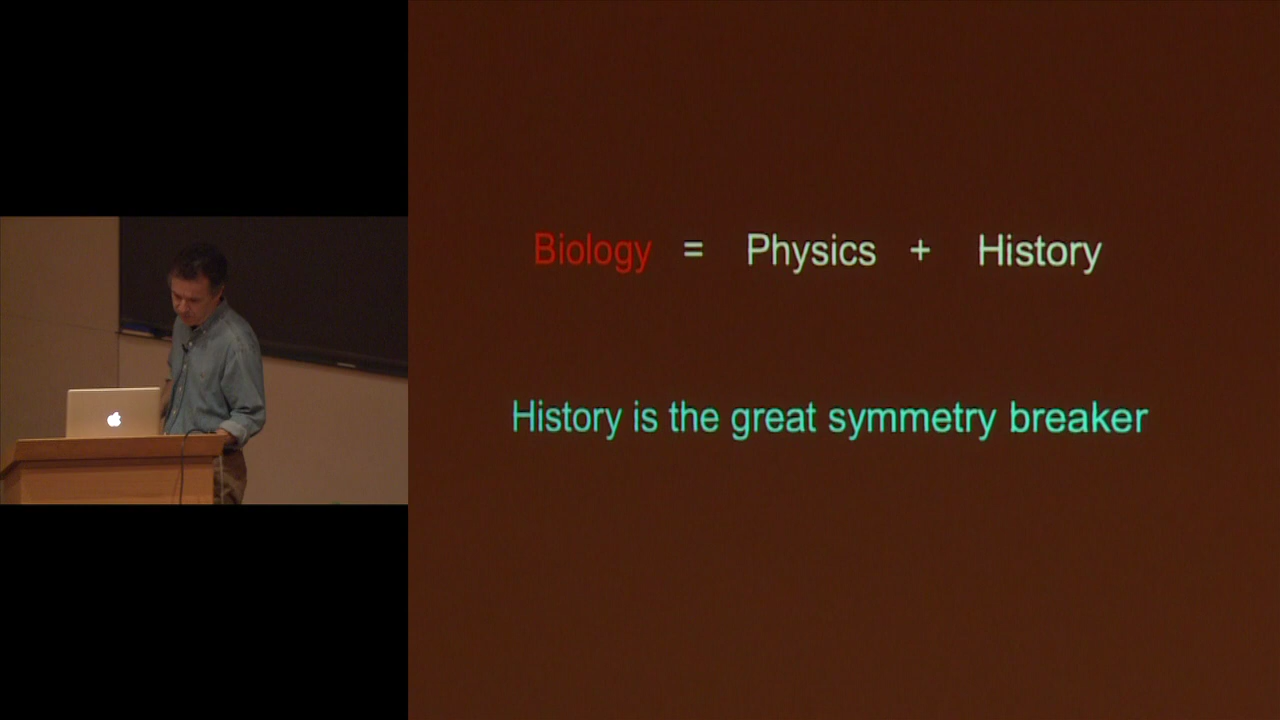 Biology = Physics + History
History is the great symmetry breaker